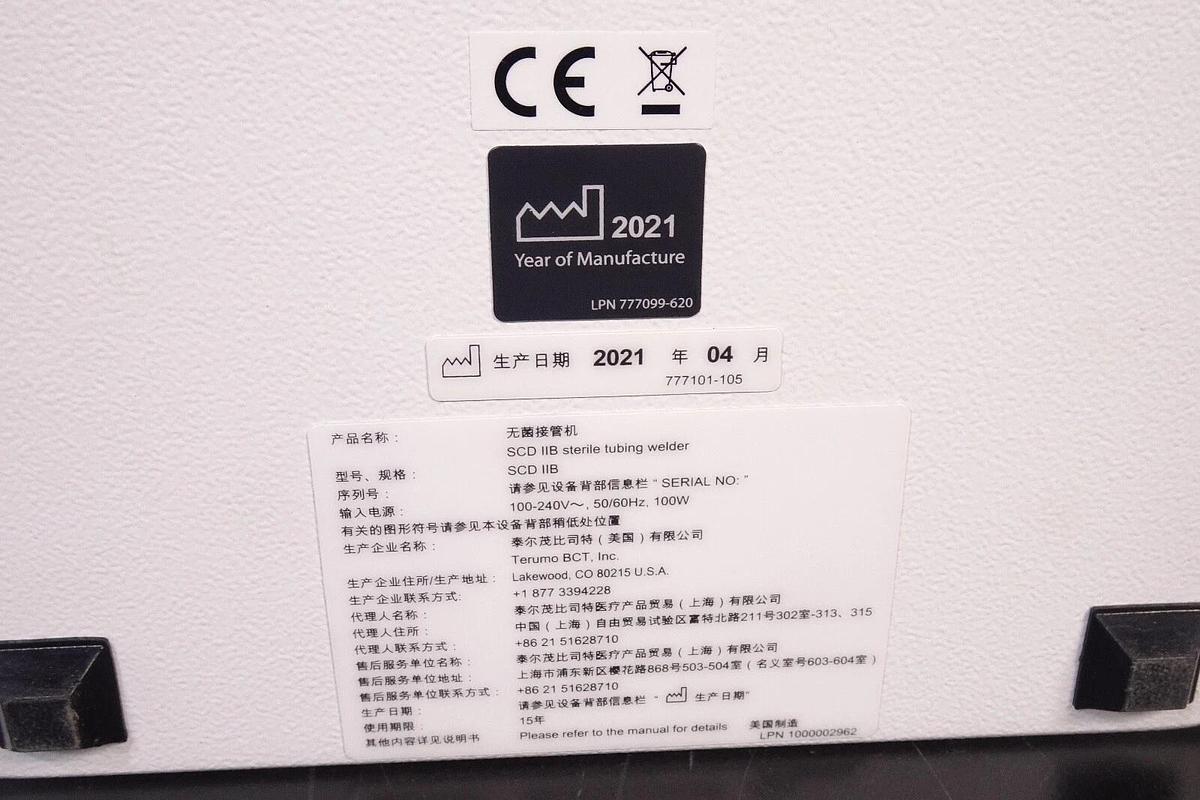 CE
2021
Year of Manufacture
LPN 777099-620
生产日期 2021 年 04 月
777101-105
产品名称： 无菌接管机
SCD IIB sterile tubing welder
型号、规格： SCD IIB
序列号： 请参见设备背部信息栏 “ SERIAL NO: ”
输入电源： 100-240V～, 50/60Hz, 100W
有关的图形符号请参见本设备背部稍低处位置
生产企业名称： 泰尔茂比司特（美国）有限公司
Terumo BCT, Inc.
生产企业住所/生产地址： Lakewood, CO 80215 U.S.A.
生产企业联系方式: +1 877 3394228
代理人名称： 泰尔茂比司特医疗产品贸易（上海）有限公司
代理人住所： 中国（上海）自由贸易试验区富特北路211号302室-313、315
代理人联系方式： +86 21 51628710
售后服务单位名称： 泰尔茂比司特医疗产品贸易（上海）有限公司
售后服务单位地址： 上海市浦东新区樱花路868号503-504室（名义室号603-604室）
售后服务单位联系方式： +86 21 51628710
生产日期： 请参见设备背部信息栏 “ 生产日期”
使用期限： 15年
其他内容详见说明书 Please refer to the manual for details 美国制造
LPN 1000002962